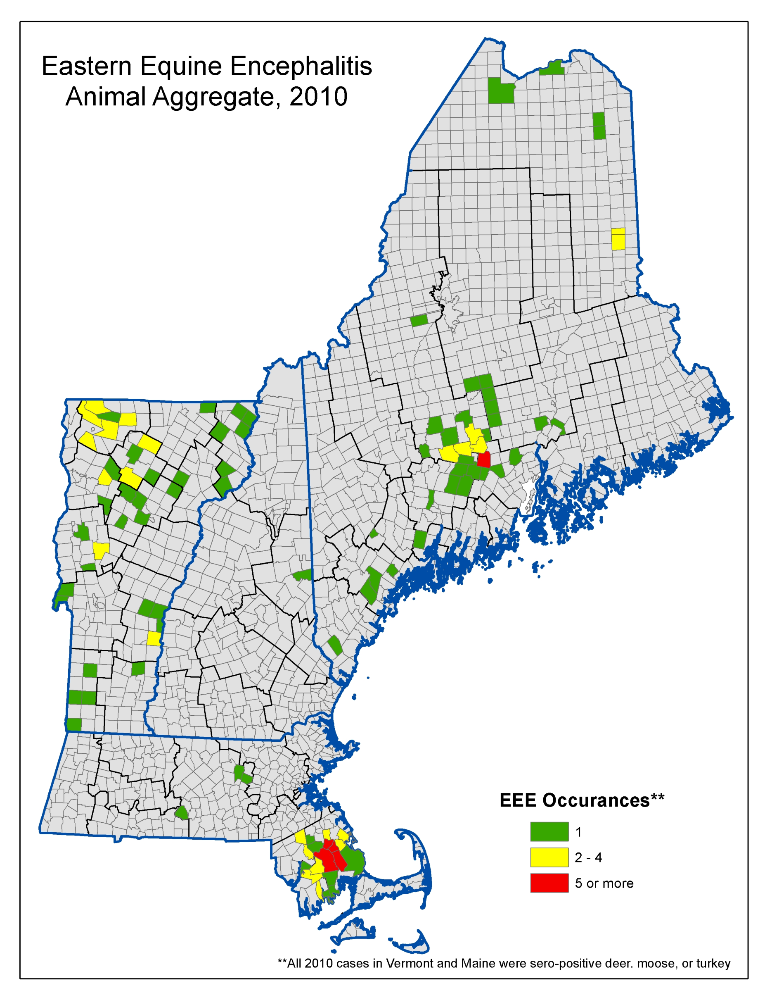 Eastern Equine Encephalitis
Animal Aggregate, 2010
EEE Occurances**
1
2 - 4
5 or more
**All 2010 cases in Vermont and Maine were sero-positive deer. moose, or turkey